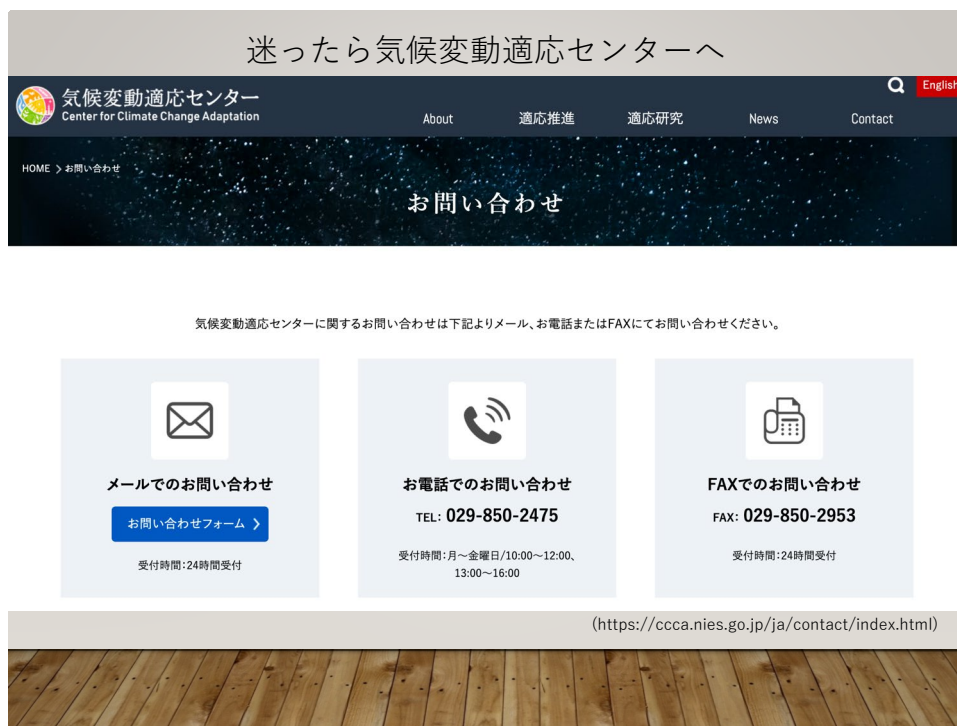 迷ったら気候変動適応センターへ
気候変動適応センター
Center for Climate Change Adaptation
English
About 適応推進 適応研究 News Contact
HOME > お問い合わせ
お問い合わせ
気候変動適応センターに関するお問い合わせは下記よりメール、お電話またはFAXにてお問い合わせください。
メールでのお問い合わせ
お問い合わせフォーム >
受付時間:24時間受付
お電話でのお問い合わせ
TEL: 029-850-2475
受付時間:月～金曜日/10:00～12:00、
13:00～16:00
FAXでのお問い合わせ
FAX: 029-850-2953
受付時間:24時間受付
(https://ccca.nies.go.jp/ja/contact/index.html)